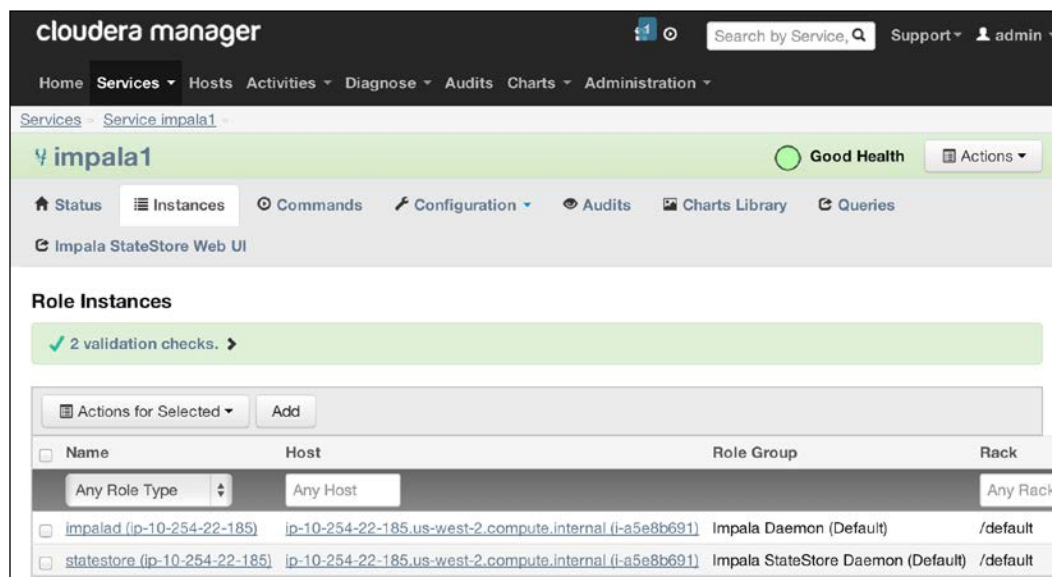 cloudera manager
1
Search by Service,
Support
admin
Home Services Hosts Activities Diagnose Audits Charts Administration
Services Service impala1
impala1
Good Health
Actions
Status Instances Commands Configuration Audits Charts Library Queries
Impala StateStore Web UI
Role Instances
2 validation checks.
Actions for Selected Add
Name Host Role Group Rack
Any Role Type Any Host Any Rack
impalad (ip-10-254-22-185) ip-10-254-22-185.us-west-2.compute.internal (i-a5e8b691) Impala Daemon (Default) /default
statestore (ip-10-254-22-185) ip-10-254-22-185.us-west-2.compute.internal (i-a5e8b691) Impala StateStore Daemon (Default) /default